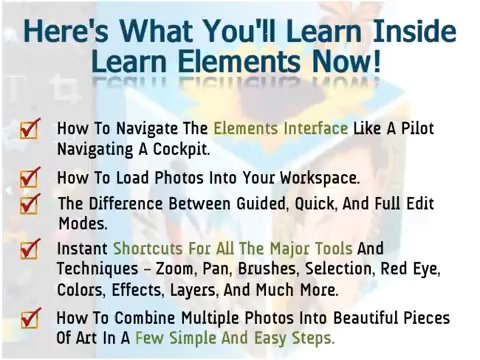 Here's What You'll Learn Inside
Learn Elements Now!
How To Navigate The Elements Interface Like A Pilot
Navigating A Cockpit.
How To Load Photos Into Your Workspace.
The Difference Between Guided, Quick, And Full Edit
Modes.
Instant Shortcuts For All The Major Tools And
Techniques – Zoom, Pan, Brushes, Selection, Red Eye,
Colors, Effects, Layers, And Much More.
How To Combine Multiple Photos Into Beautiful Pieces
Of Art In A Few Simple And Easy Steps.